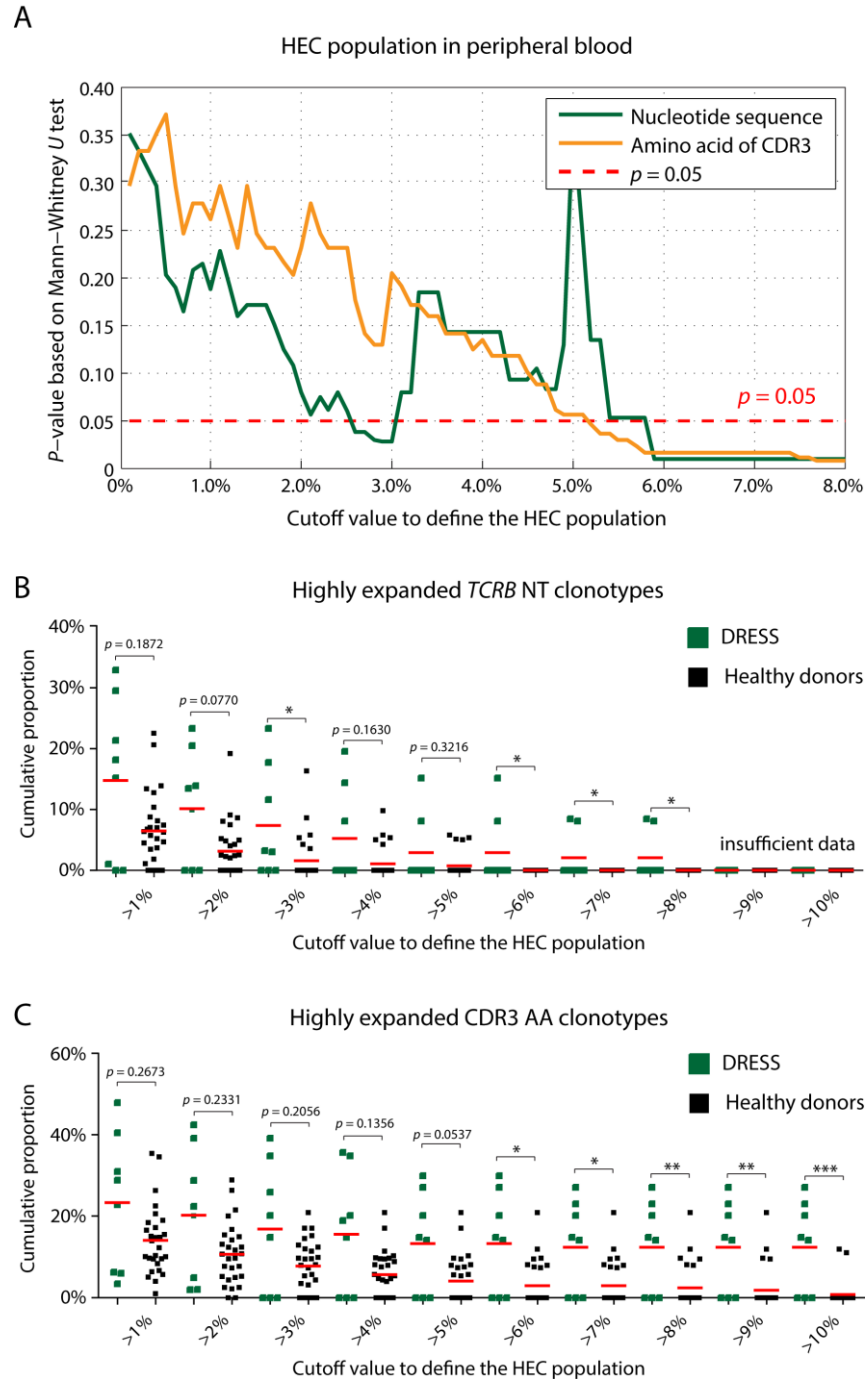 A
HEC population in peripheral blood
P-value based on Mann-Whitney U test
0.40
0.35
0.30
0.25
0.20
0.15
0.10
0.05
0
Nucleotide sequence
Amino acid of CDR3
p = 0.05
p = 0.05
0% 1.0% 2.0% 3.0% 4.0% 5.0% 6.0% 7.0% 8.0%
Cutoff value to define the HEC population
B
Highly expanded TCRB NT clonotypes
Cumulative proportion
40%
30%
20%
10%
0%
DRESS
Healthy donors
p = 0.1872
p = 0.0770
*
p = 0.1630
p = 0.3216
*
*
*
insufficient data
>1% >2% >3% >4% >5% >6% >7% >8% >9% >10%
Cutoff value to define the HEC population
C
Highly expanded CDR3 AA clonotypes
Cumulative proportion
60%
40%
20%
0%
DRESS
Healthy donors
p = 0.2673
p = 0.2331
p = 0.2056
p = 0.1356
p = 0.0537
*
*
**
**
***
>1% >2% >3% >4% >5% >6% >7% >8% >9% >10%
Cutoff value to define the HEC population